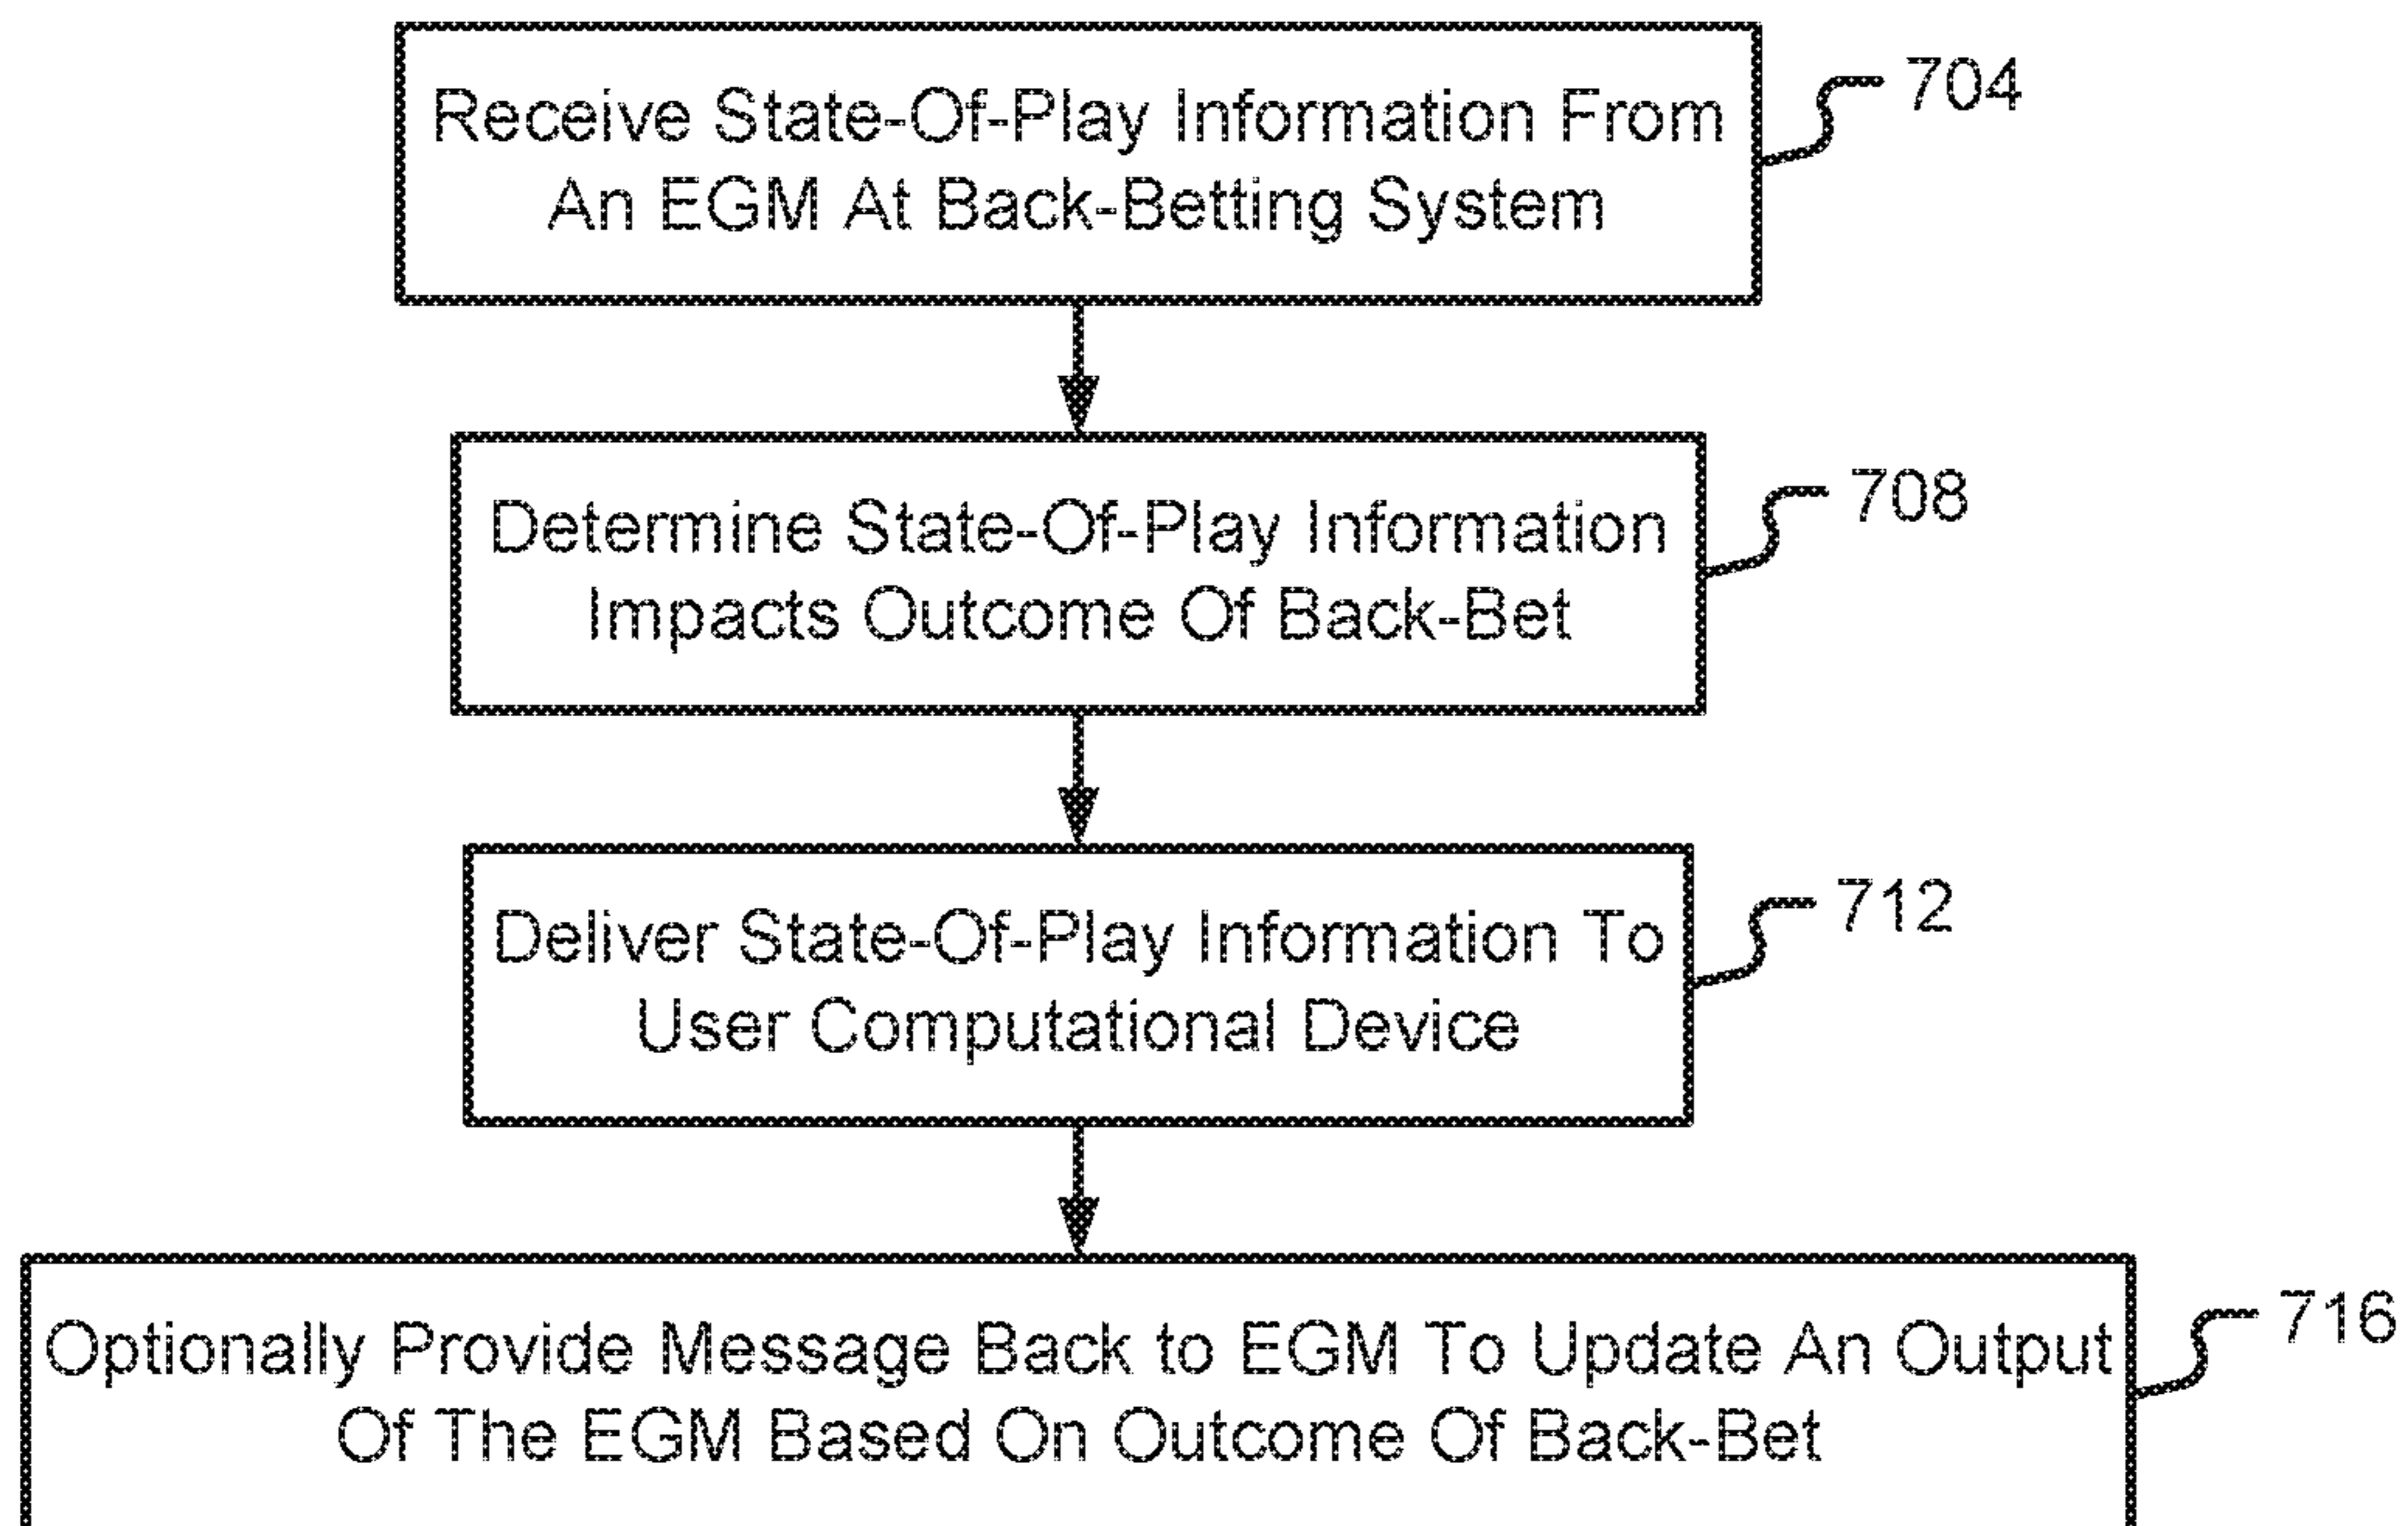 Receive State-Of-Play Information From
An EGM At Back-Betting System
704
Determine State-Of-Play Information
Impacts Outcome Of Back-Bet
708
Deliver State-Of-Play Information To
User Computational Device
712
Optionally Provide Message Back to EGM To Update An Output
Of The EGM Based On Outcome Of Back-Bet
716